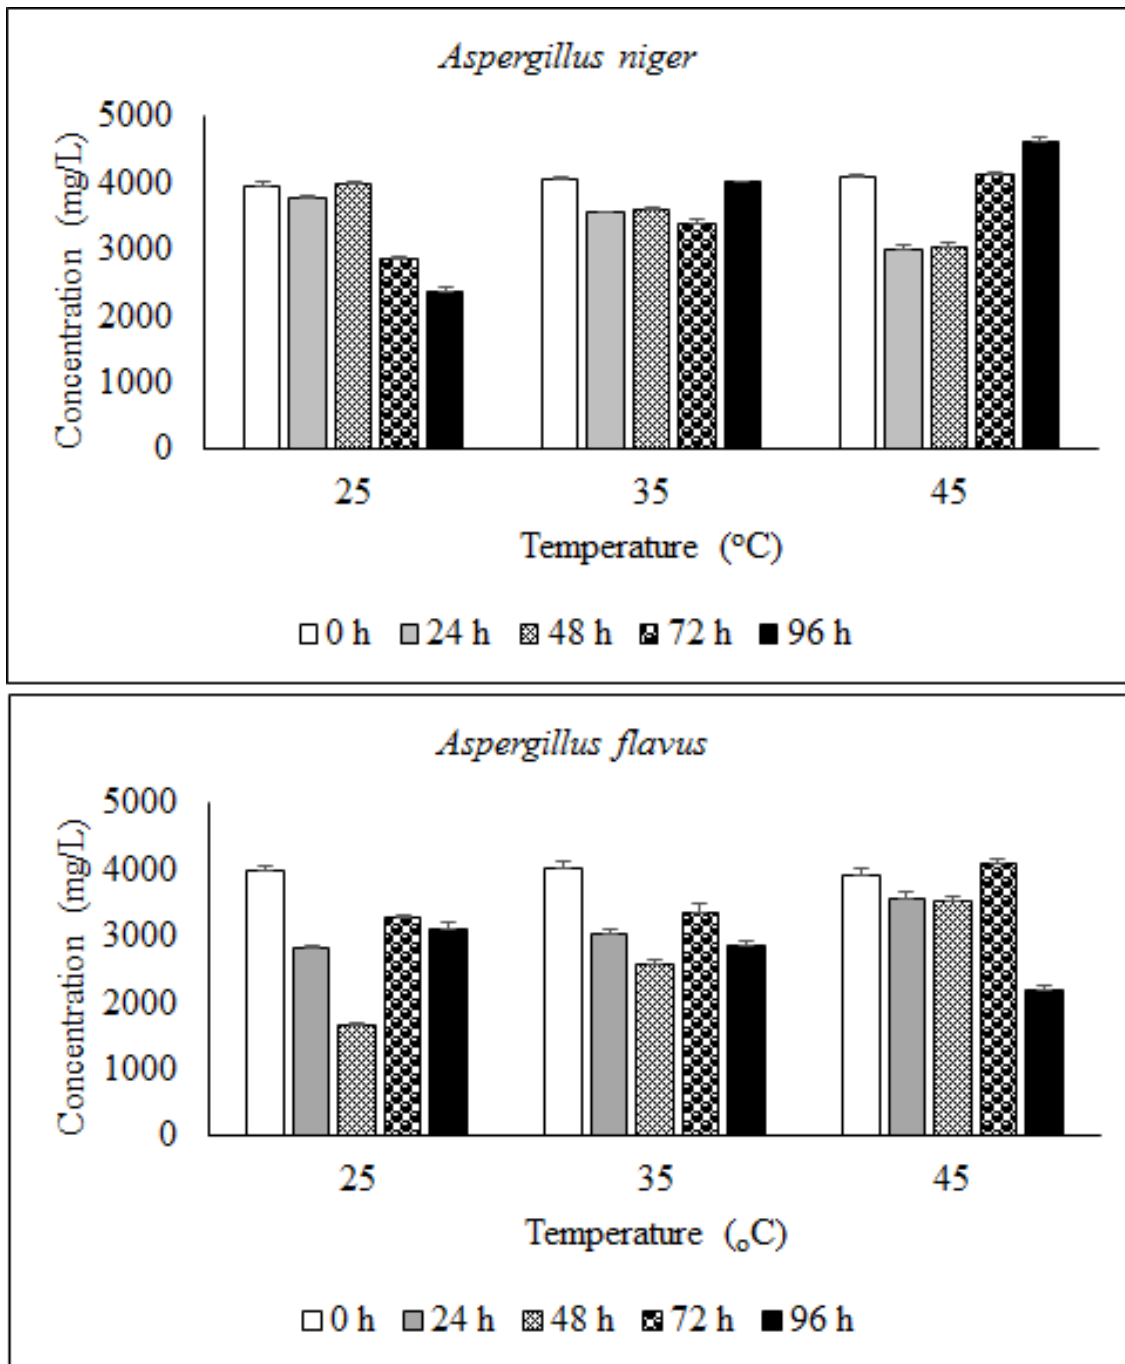 Aspergillus niger
Concentration (mg/L)
5000
4000
3000
2000
1000
0
25 35 45
Temperature (°C)
0 h 24 h 48 h 72 h 96 h
Aspergillus flavus
Concentration (mg/L)
5000
4000
3000
2000
1000
0
25 35 45
Temperature (₀C)
0 h 24 h 48 h 72 h 96 h